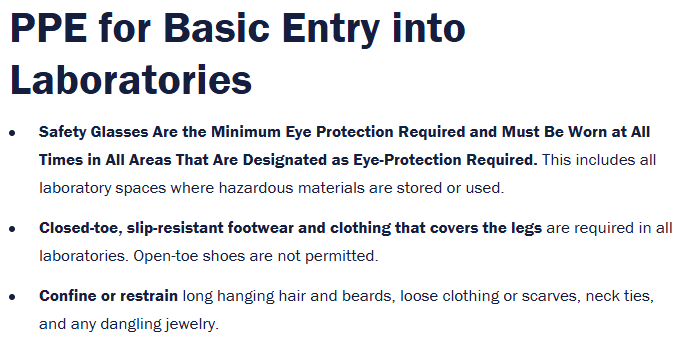 PPE for Basic Entry into
Laboratories
• Safety Glasses Are the Minimum Eye Protection Required and Must Be Worn at All
Times in All Areas That Are Designated as Eye-Protection Required. This includes all
laboratory spaces where hazardous materials are stored or used.
• Closed-toe, slip-resistant footwear and clothing that covers the legs are required in all
laboratories. Open-toe shoes are not permitted.
• Confine or restrain long hanging hair and beards, loose clothing or scarves, neck ties,
and any dangling jewelry.